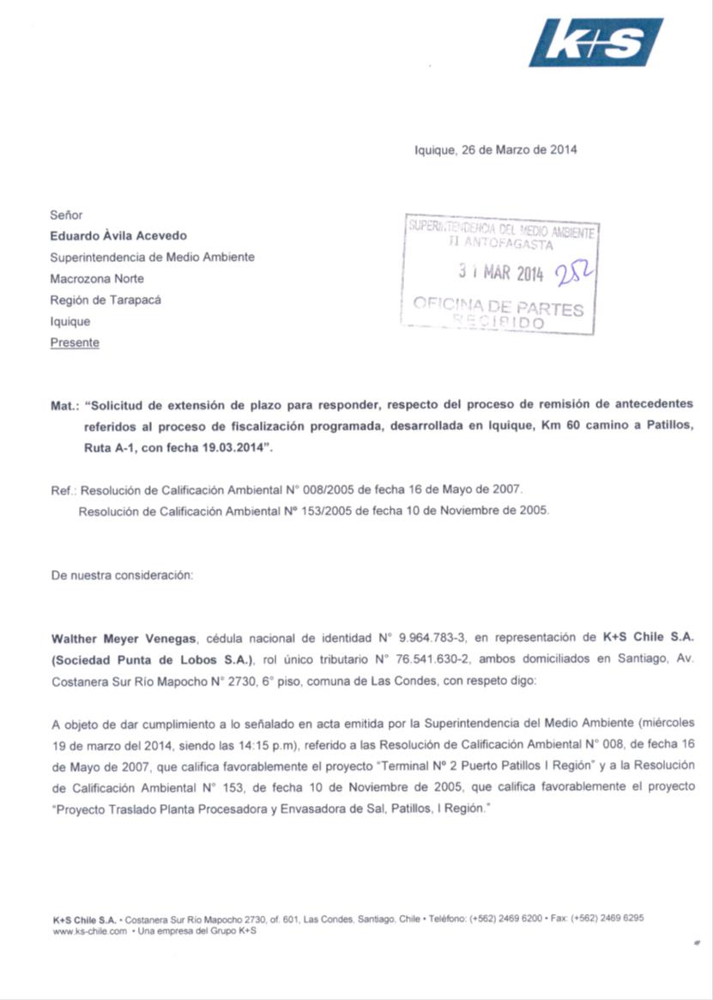 K+S
Iquique, 26 de Marzo de 2014
Señor
Eduardo Àvila Acevedo
Superintendencia de Medio Ambiente
Macrozona Norte
Región de Tarapacá
Iquique
Presente
SUPERINTENDENCIA DEL MEDIO AMBIENTE
II ANTOFAGASTA
31 MAR 2014 252
OFICINA DE PARTES
RECIBIDO
Mat.: “Solicitud de extensión de plazo para responder, respecto del proceso de remisión de antecedentes
referidos al proceso de fiscalización programada, desarrollada en Iquique, Km 60 camino a Patillos,
Ruta A-1, con fecha 19.03.2014”.
Ref.: Resolución de Calificación Ambiental N° 008/2005 de fecha 16 de Mayo de 2007.
Resolución de Calificación Ambiental Nº 153/2005 de fecha 10 de Noviembre de 2005.
De nuestra consideración:
Walther Meyer Venegas, cédula nacional de identidad N° 9.964.783-3, en representación de K+S Chile S.A.
(Sociedad Punta de Lobos S.A.), rol único tributario N° 76.541.630-2, ambos domiciliados en Santiago, Av.
Costanera Sur Río Mapocho N° 2730, 6° piso, comuna de Las Condes, con respeto digo:
A objeto de dar cumplimiento a lo señalado en acta emitida por la Superintendencia del Medio Ambiente (miércoles
19 de marzo del 2014, siendo las 14:15 p.m), referido a las Resolución de Calificación Ambiental N° 008, de fecha 16
de Mayo de 2007, que califica favorablemente el proyecto “Terminal Nº 2 Puerto Patillos I Región” y a la Resolución
de Calificación Ambiental N° 153, de fecha 10 de Noviembre de 2005, que califica favorablemente el proyecto
“Proyecto Traslado Planta Procesadora y Envasadora de Sal, Patillos, I Región.”
K+S Chile S.A. • Costanera Sur Río Mapocho 2730, of. 601, Las Condes, Santiago, Chile • Teléfono: (+562) 2469 6200 • Fax: (+562) 2469 6295
www.ks-chile.com • Una empresa del Grupo K+S